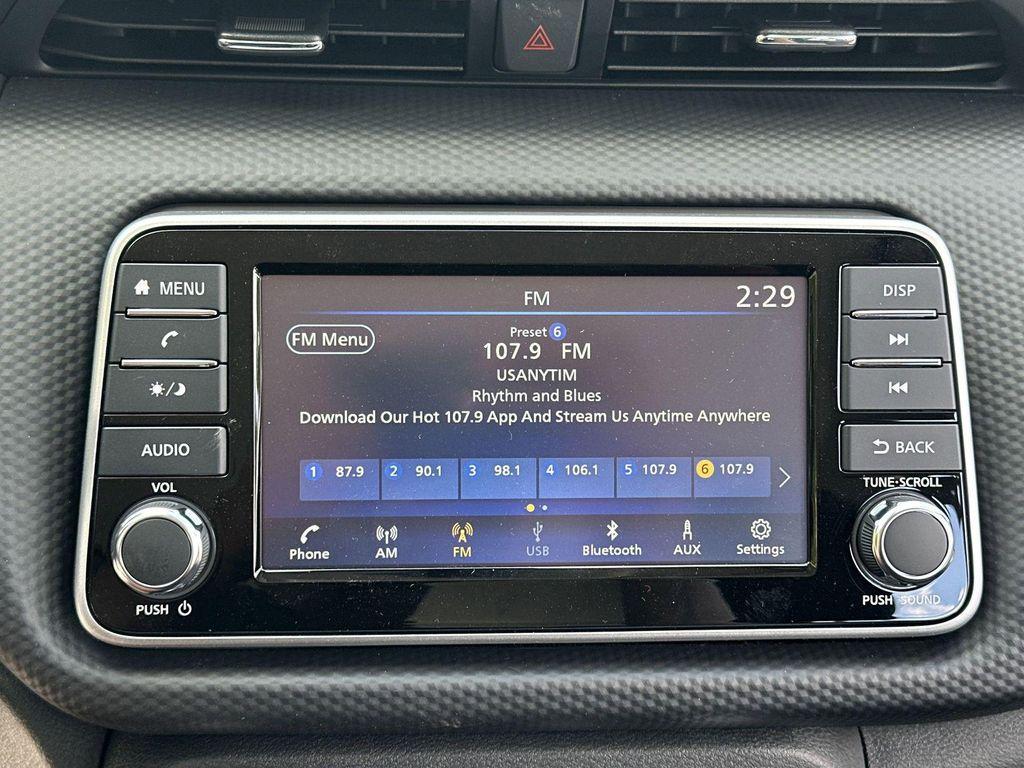 FM 2:29
FM Menu
Preset 6
107.9 FM
USANYTIM
Rhythm and Blues
Download Our Hot 107.9 App And Stream Us Anytime Anywhere
1 87.9 2 90.1 3 98.1 4 106.1 5 107.9 6 107.9
Phone AM FM USB Bluetooth AUX Settings
MENU
AUDIO
VOL
PUSH
DISP
BACK
TUNE·SCROLL
PUSH SOUND